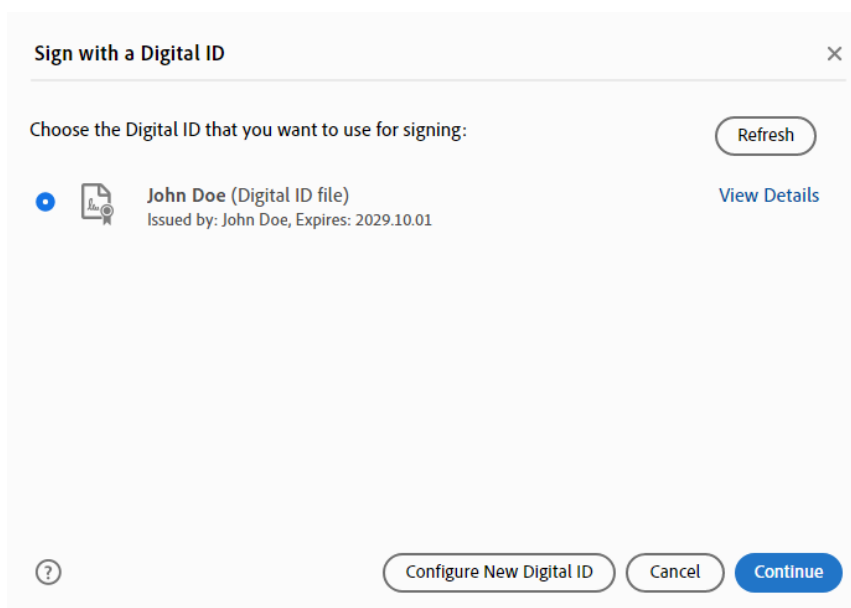 Sign with a Digital ID
Choose the Digital ID that you want to use for signing:
Refresh
John Doe (Digital ID file)
View Details
Issued by: John Doe, Expires: 2029.10.01
?
Configure New Digital ID
Cancel
Continue